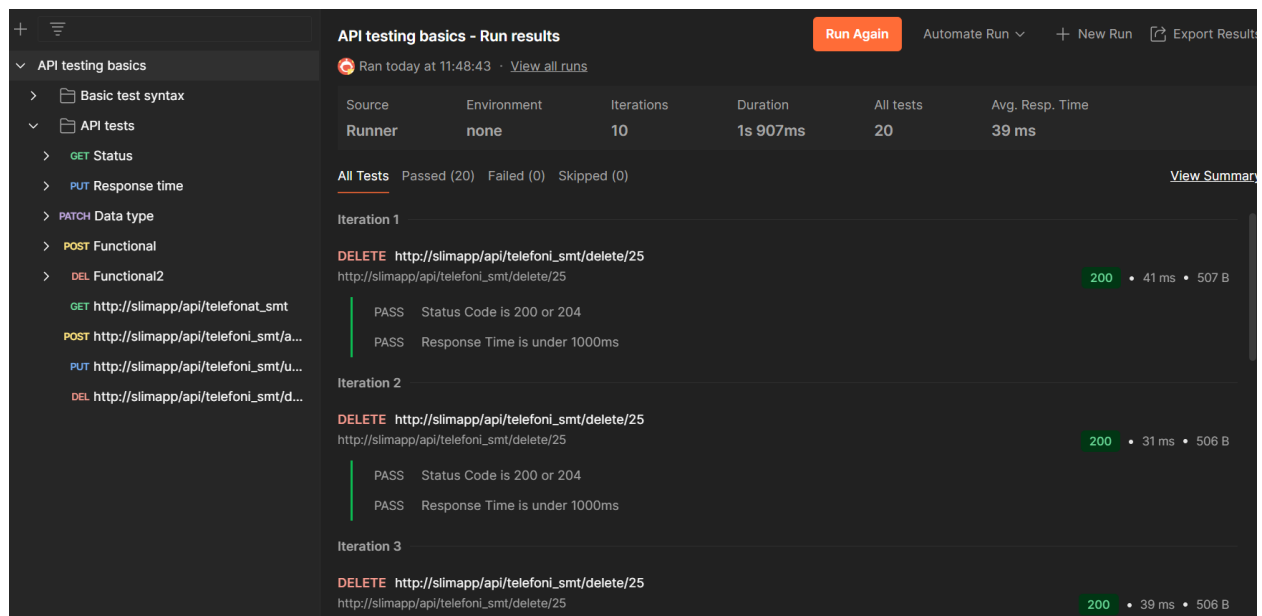 API testing basics
Basic test syntax
API tests
GET Status
PUT Response time
PATCH Data type
POST Functional
DEL Functional2
GET http://slimapp/api/telefonat_smt
POST http://slimapp/api/telefoni_smt/a...
PUT http://slimapp/api/telefoni_smt/u...
DEL http://slimapp/api/telefoni_smt/d...
API testing basics - Run results
Run Again
Automate Run
New Run
Export Results
Ran today at 11:48:43 · View all runs
Source Environment Iterations Duration All tests Avg. Resp. Time
Runner none 10 1s 907ms 20 39 ms
All Tests Passed (20) Failed (0) Skipped (0) View Summary
Iteration 1
DELETE http://slimapp/api/telefoni_smt/delete/25
http://slimapp/api/telefoni_smt/delete/25 200 • 41 ms • 507 B
PASS Status Code is 200 or 204
PASS Response Time is under 1000ms
Iteration 2
DELETE http://slimapp/api/telefoni_smt/delete/25
http://slimapp/api/telefoni_smt/delete/25 200 • 31 ms • 506 B
PASS Status Code is 200 or 204
PASS Response Time is under 1000ms
Iteration 3
DELETE http://slimapp/api/telefoni_smt/delete/25
http://slimapp/api/telefoni_smt/delete/25 200 • 39 ms • 506 B